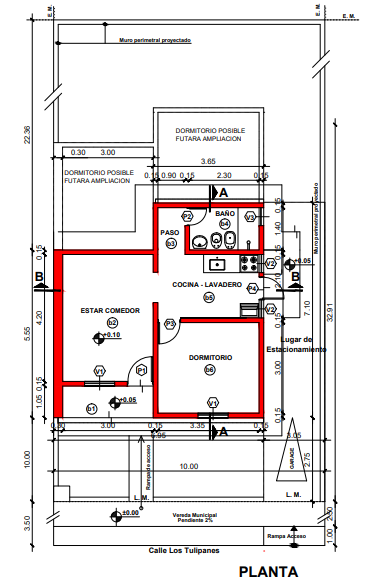 E. M.
E. M.
E. M.
Muro perimetral proyectado
22.36
DORMITORIO POSIBLE
FUTARA AMPLIACION
0.30 3.00
3.65
DORMITORIO POSIBLE
FUTARA AMPLIACION
0.15 0.90 0.15 2.30 0.15
A
Muro perimetral proyectado
P2
BAÑO
b4
V3
0.15
1.40
PASO
b3
0.15
V2
+0.05
B
B
COCINA - LAVADERO
b5
P4
ESTAR COMEDOR
b2
+0.10
4.20
5.55
V2
7.10
32.91
P3
0.15
Lugar de
Estacionamiento
DORMITORIO
b6
3.00
V1
P1
0.15
1.05
b1
+0.05
V1
0.15
0.30 3.00 0.15 3.35 0.15
A
6.95
3.05
10.00
10.00
Rampa de acceso
GARAGE
2.75
L. M.
L. M.
±0.00
Vereda Municipal
Pendiente 2%
3.50
2.50
1.00
Rampa Acceso
Calle Los Tulipanes
PLANTA